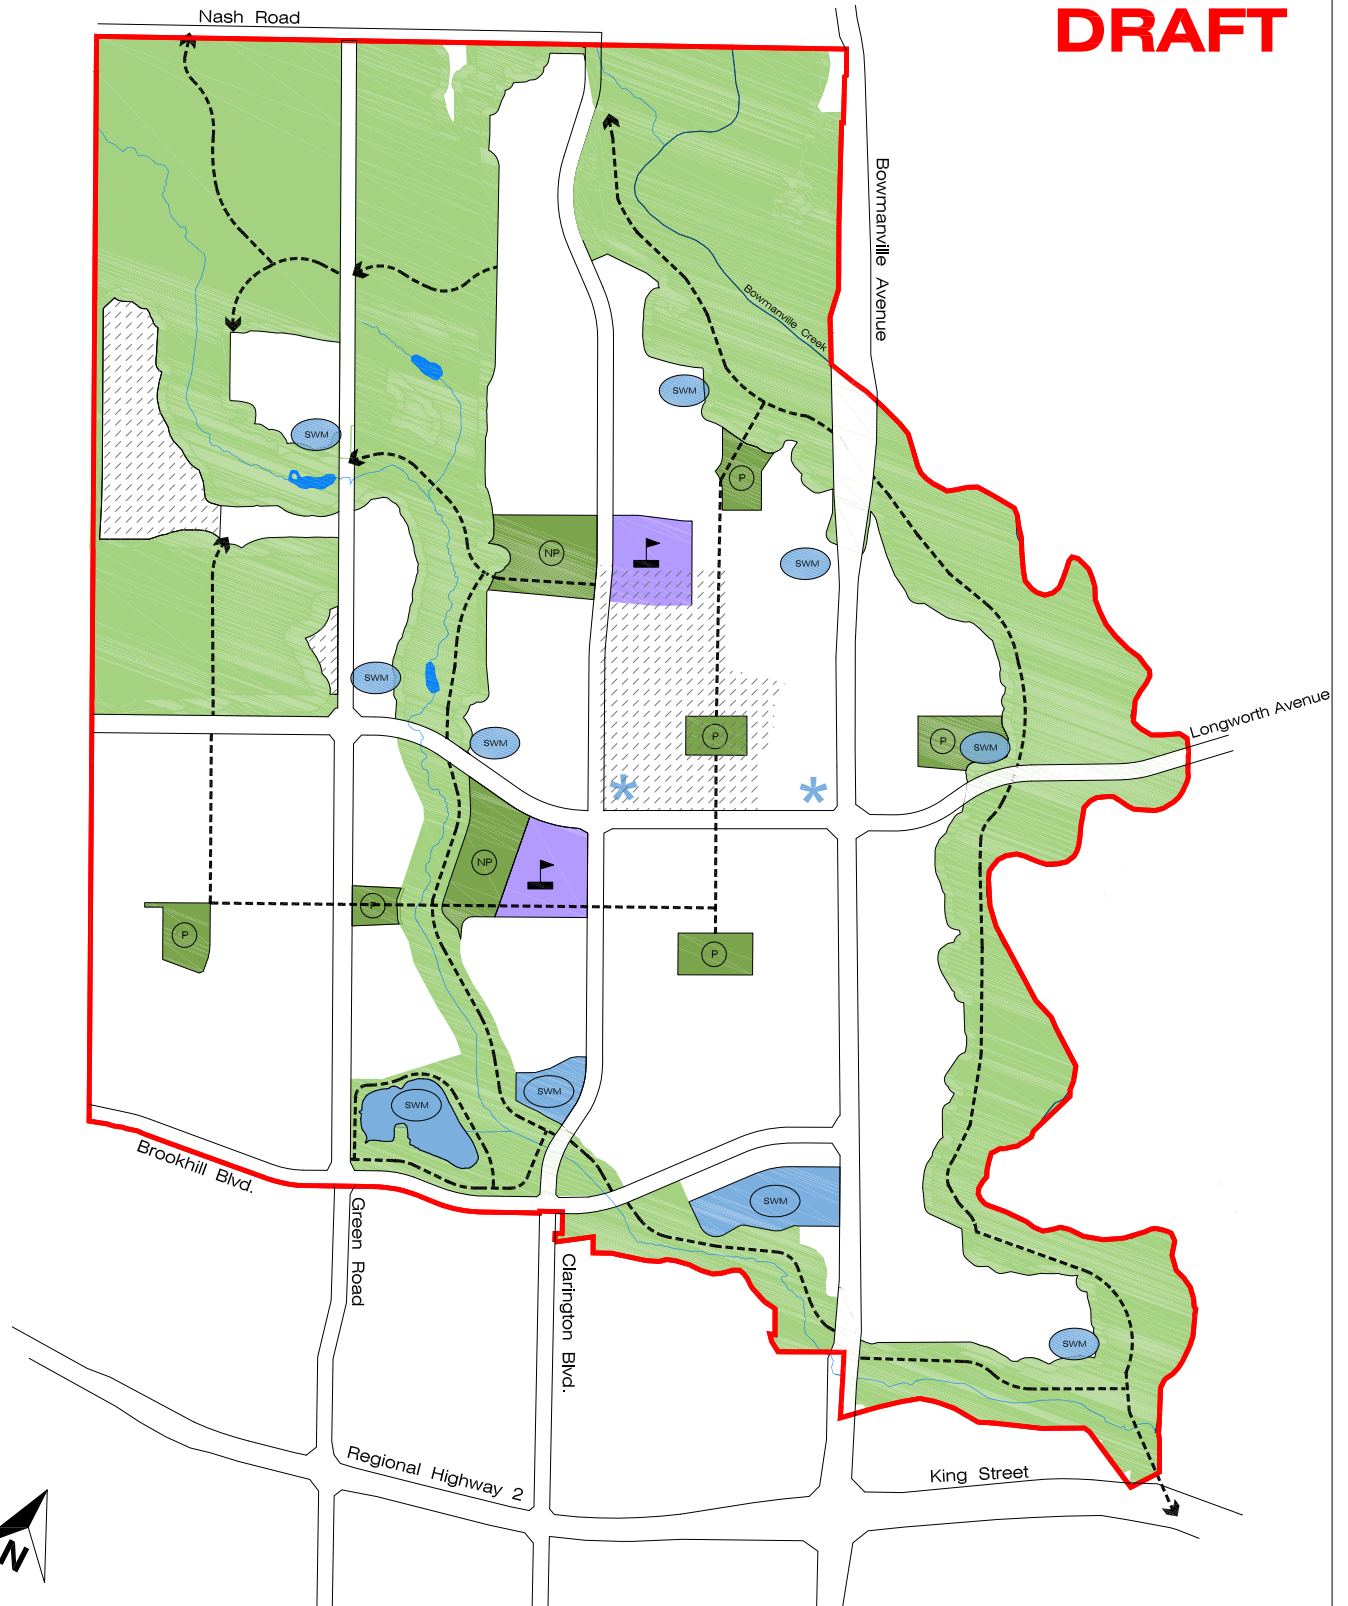 DRAFT
Nash Road
Bowmanville Avenue
Bowmanville Creek
SWM
SWM
P
NP
SWM
SWM
Longworth Avenue
SWM
P
P
SWM
SWM
NP
P
P
P
SWM
SWM
Brookhill Blvd.
SWM
Green Road
Clarington Blvd.
SWM
Regional Highway 2
King Street
N